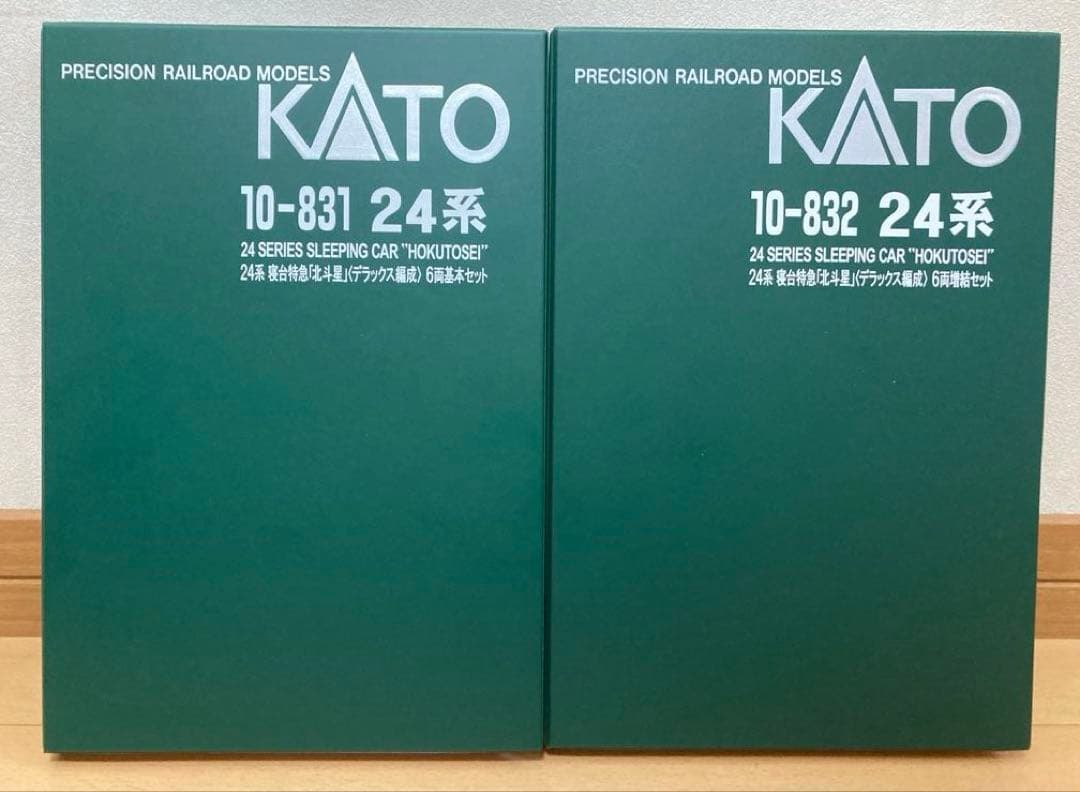 PRECISION RAILROAD MODELS
KATO
10-831 24系
24 SERIES SLEEPING CAR "HOKUTOSEI"
24系 寝台特急「北斗星」〈デラックス編成〉 6両基本セット
PRECISION RAILROAD MODELS
KATO
10-832 24系
24 SERIES SLEEPING CAR "HOKUTOSEI"
24系 寝台特急「北斗星」〈デラックス編成〉 6両増結セット